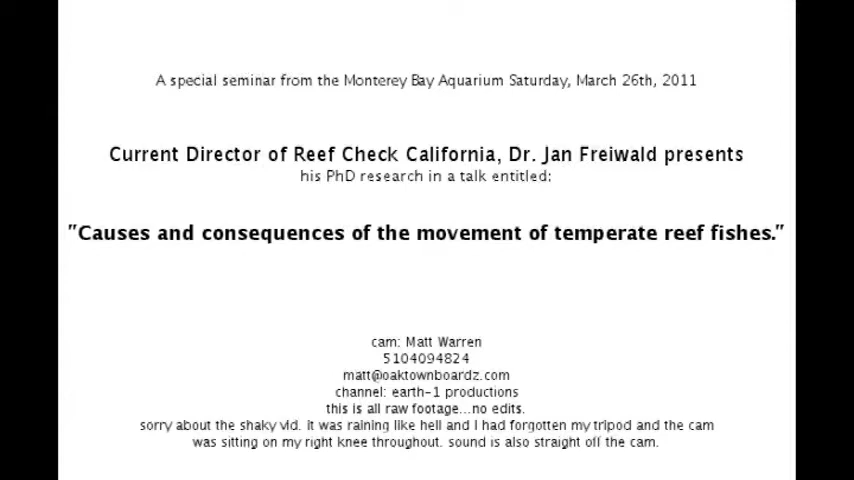 A special seminar from the Monterey Bay Aquarium Saturday, March 26th, 2011
Current Director of Reef Check California, Dr. Jan Freiwald presents
his PhD research in a talk entitled:
"Causes and consequences of the movement of temperate reef fishes."
cam: Matt Warren
5104094824
matt@oaktownboardz.com
channel: earth-1 productions
this is all raw footage...no edits.
sorry about the shaky vid. it was raining like hell and i had forgotten my tripod and the cam
was sitting on my right knee throughout. sound is also straight off the cam.